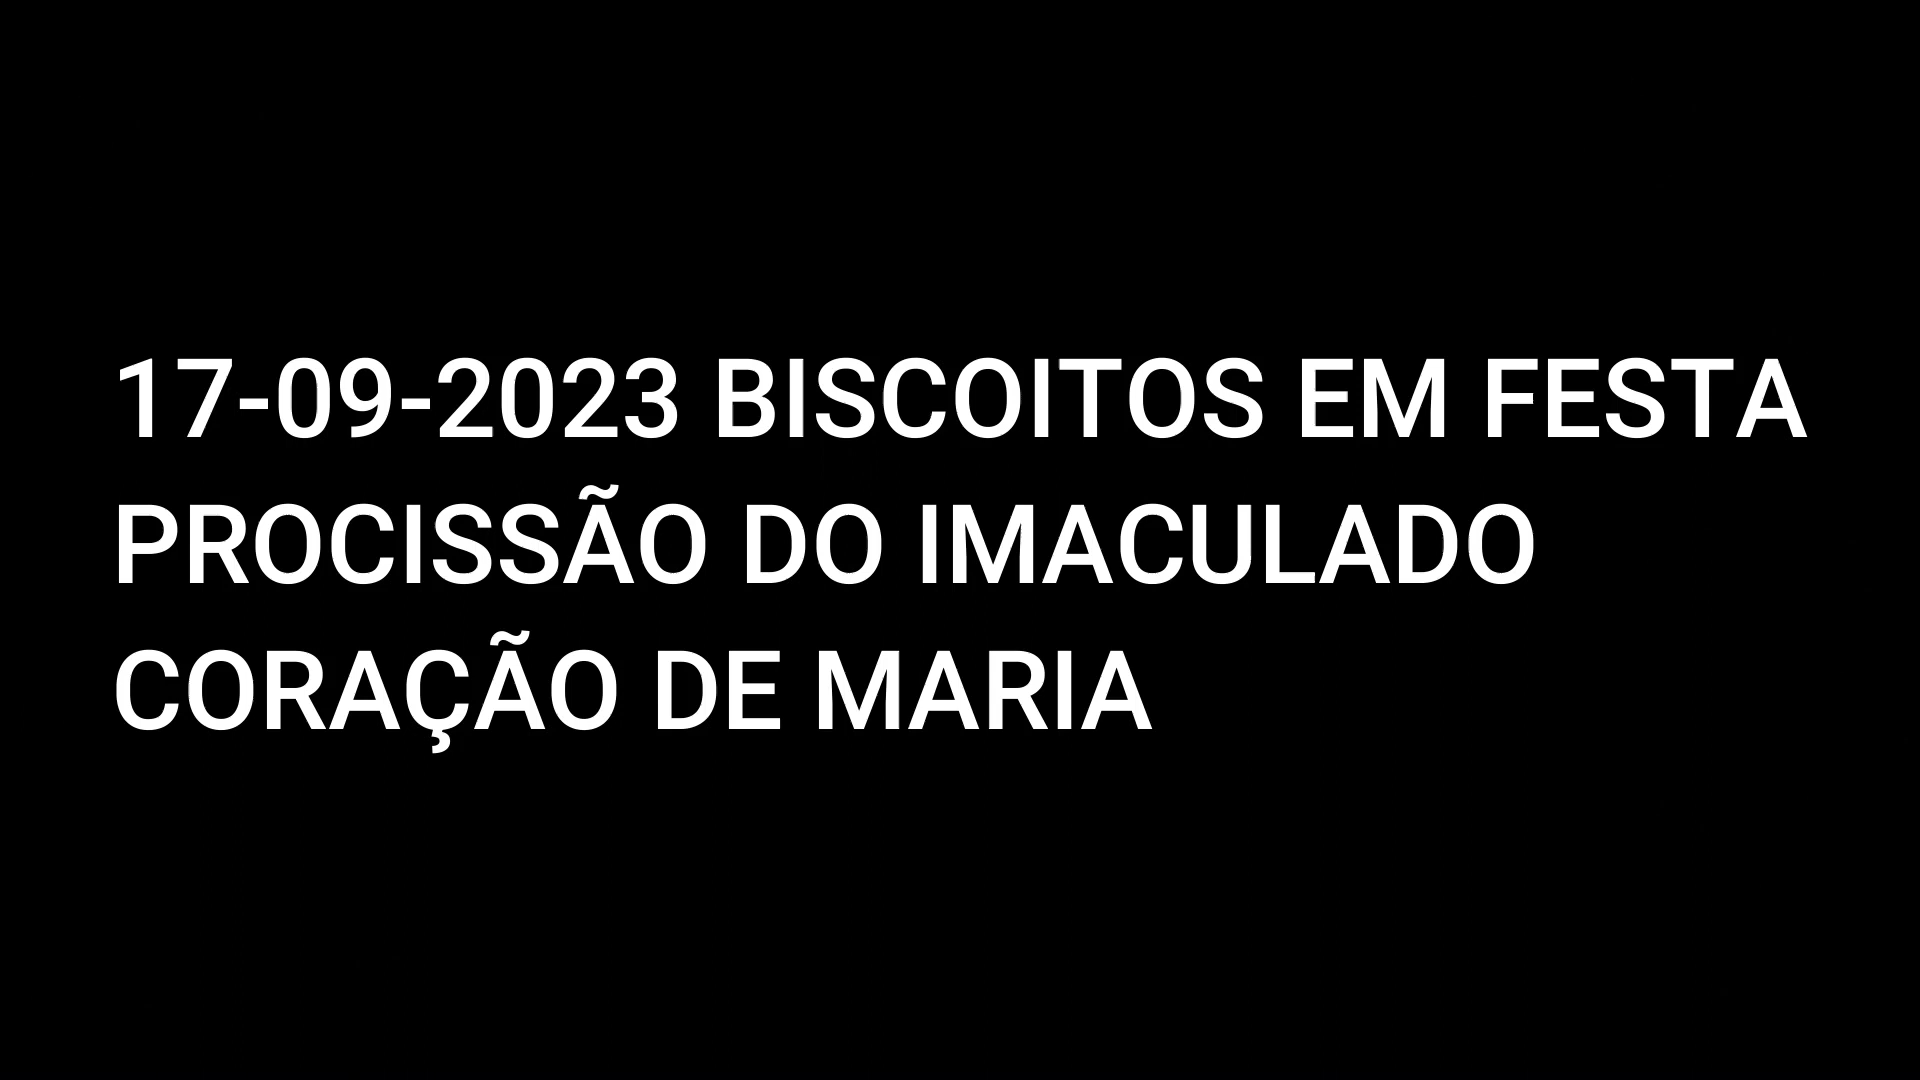 17-09-2023 BISCOITOS EM FESTA
PROCISSÃO DO IMACULADO
CORAÇÃO DE MARIA